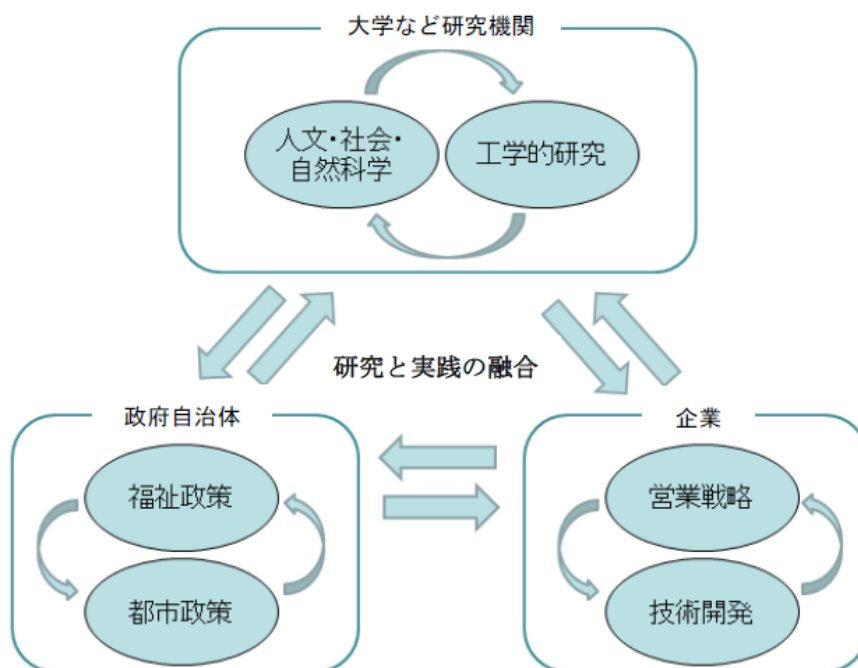 大学など研究機関
人文・社会・
自然科学
工学的研究
研究と実践の融合
政府自治体
福祉政策
都市政策
企業
営業戦略
技術開発